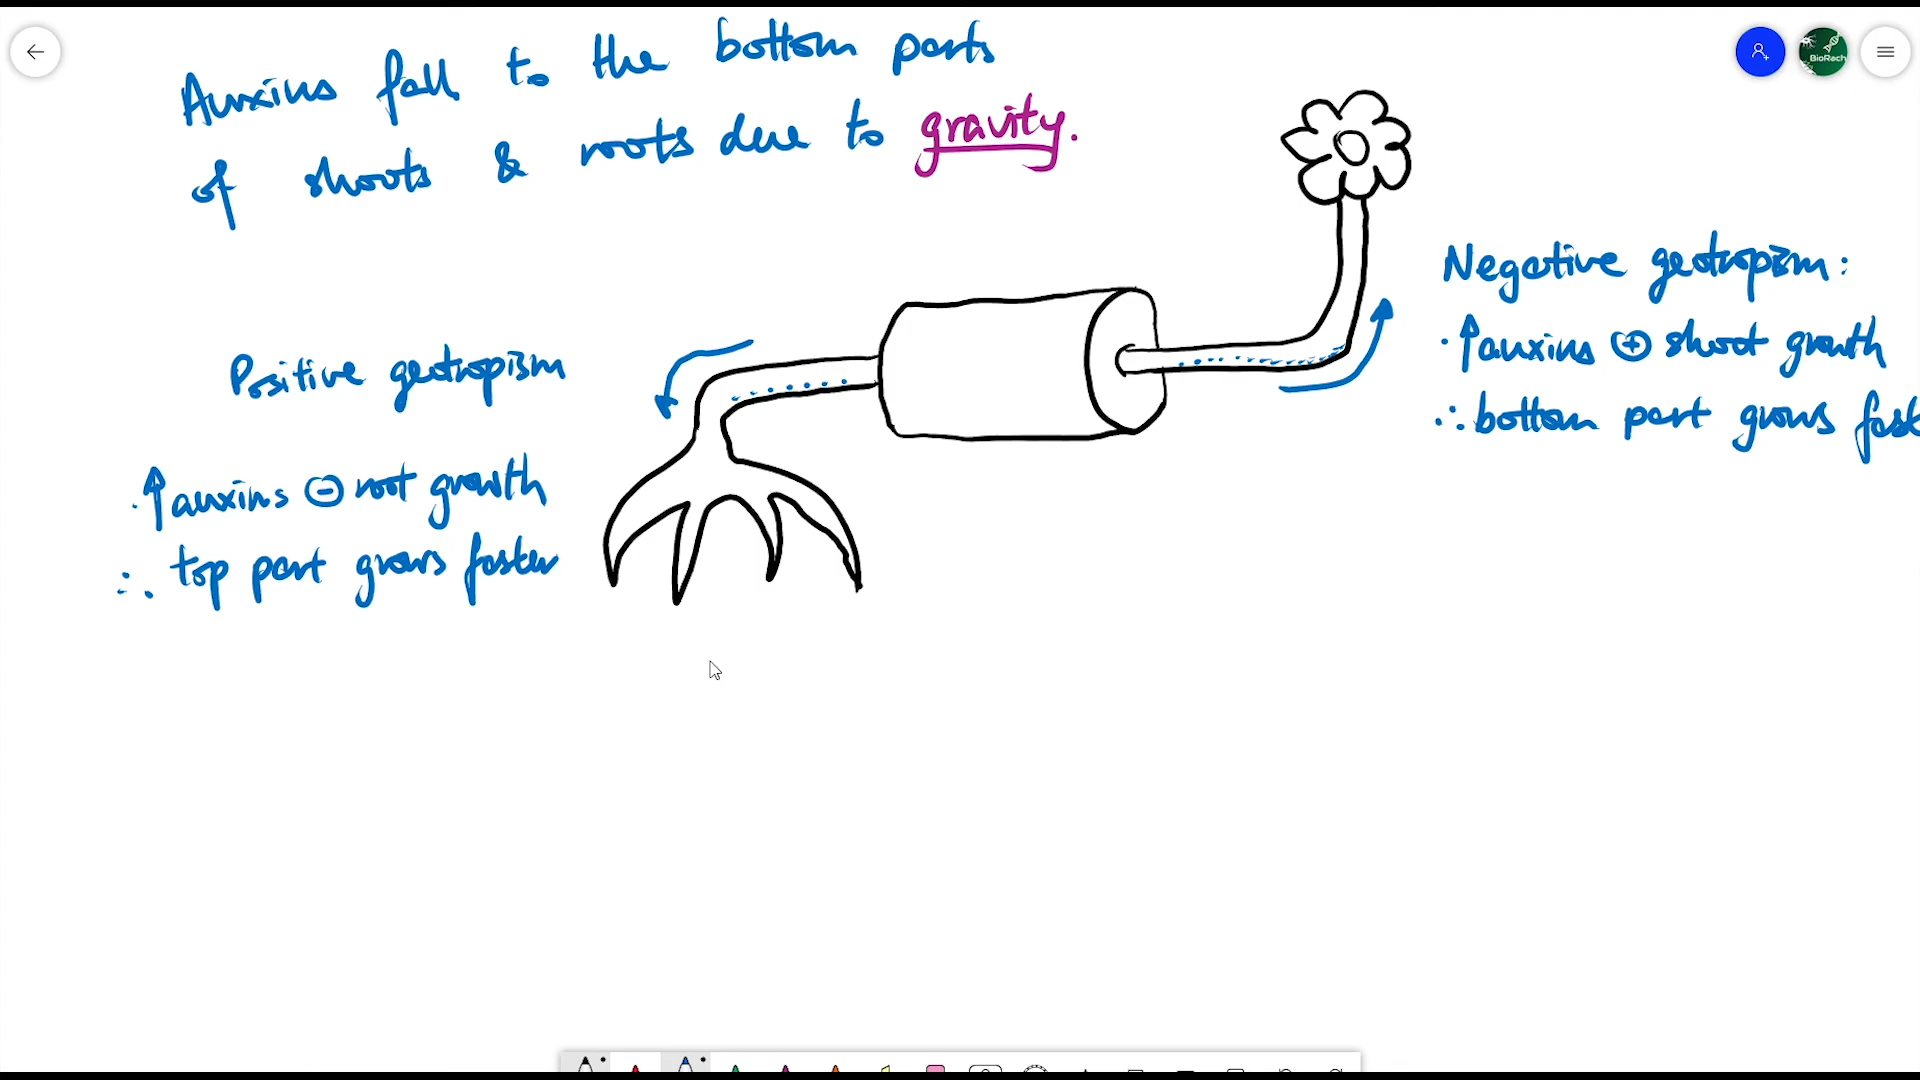 Auxins fall to the bottom parts
of shoots & roots due to gravity.
BioRach
Negative geotropism:
· ↑ auxins ⊕ shoot growth
∴ bottom part grows fast
Positive geotropism
· ↑ auxins ⊖ root growth
∴ top part grows faster